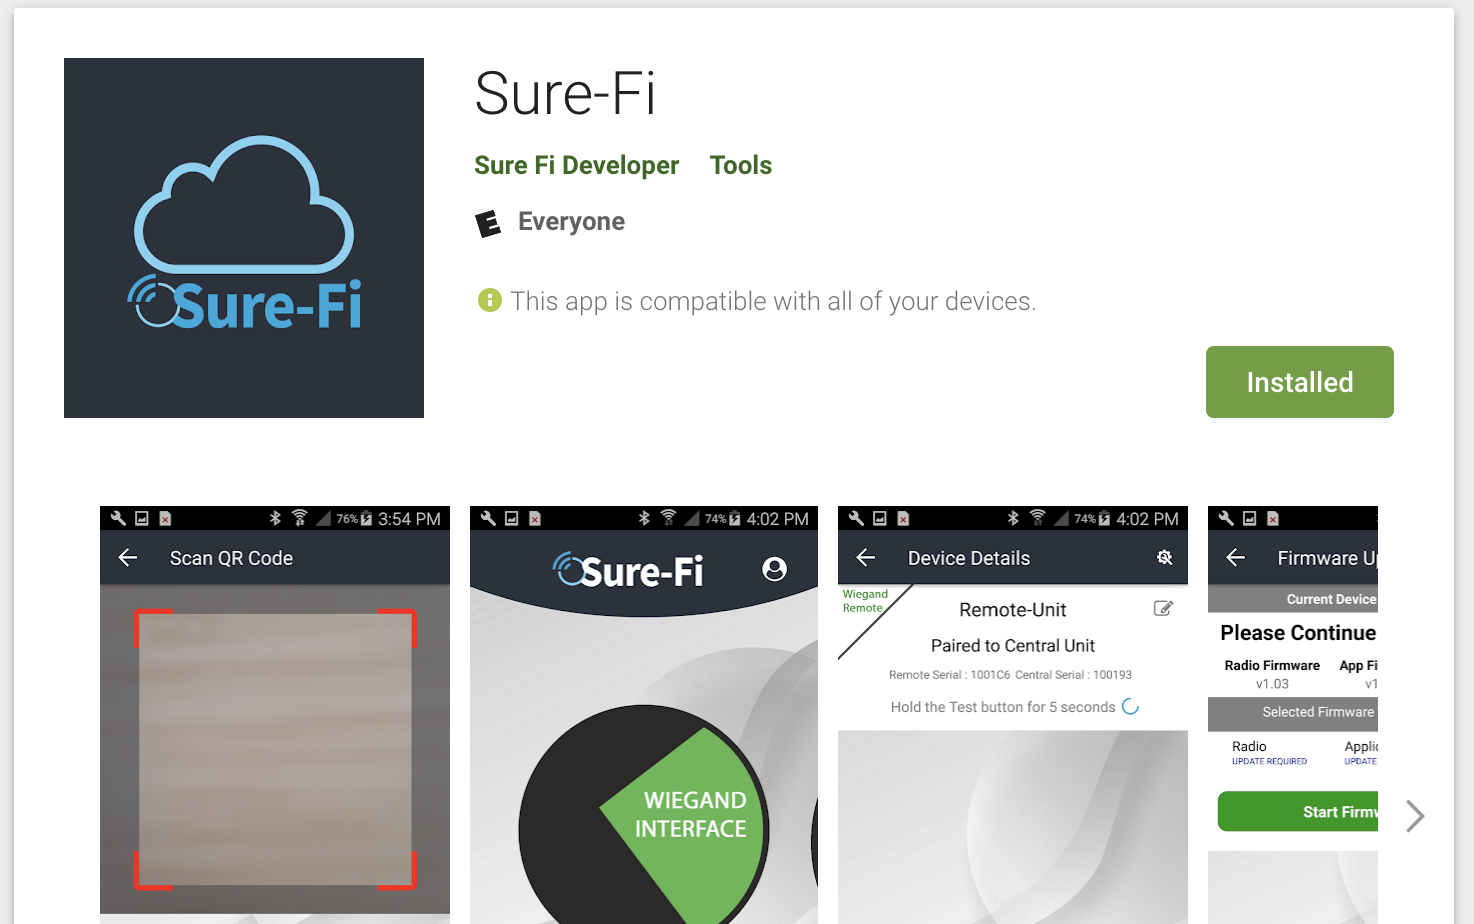 Sure-Fi
Sure Fi Developer Tools
E Everyone
This app is compatible with all of your devices.
Sure-Fi
Installed
76% 3:54 PM
Scan QR Code
74% 4:02 PM
Sure-Fi
WIEGAND
INTERFACE
74% 4:02 PM
Device Details
Wiegand
Remote
Remote-Unit
Paired to Central Unit
Remote Serial : 1001C6 Central Serial : 100193
Hold the Test button for 5 seconds
Firmware Up
Current Device
Please Continue
Radio Firmware App Fi
v1.03 v1
Selected Firmware
Radio Applic
UPDATE REQUIRED UPDATE
Start Firmw